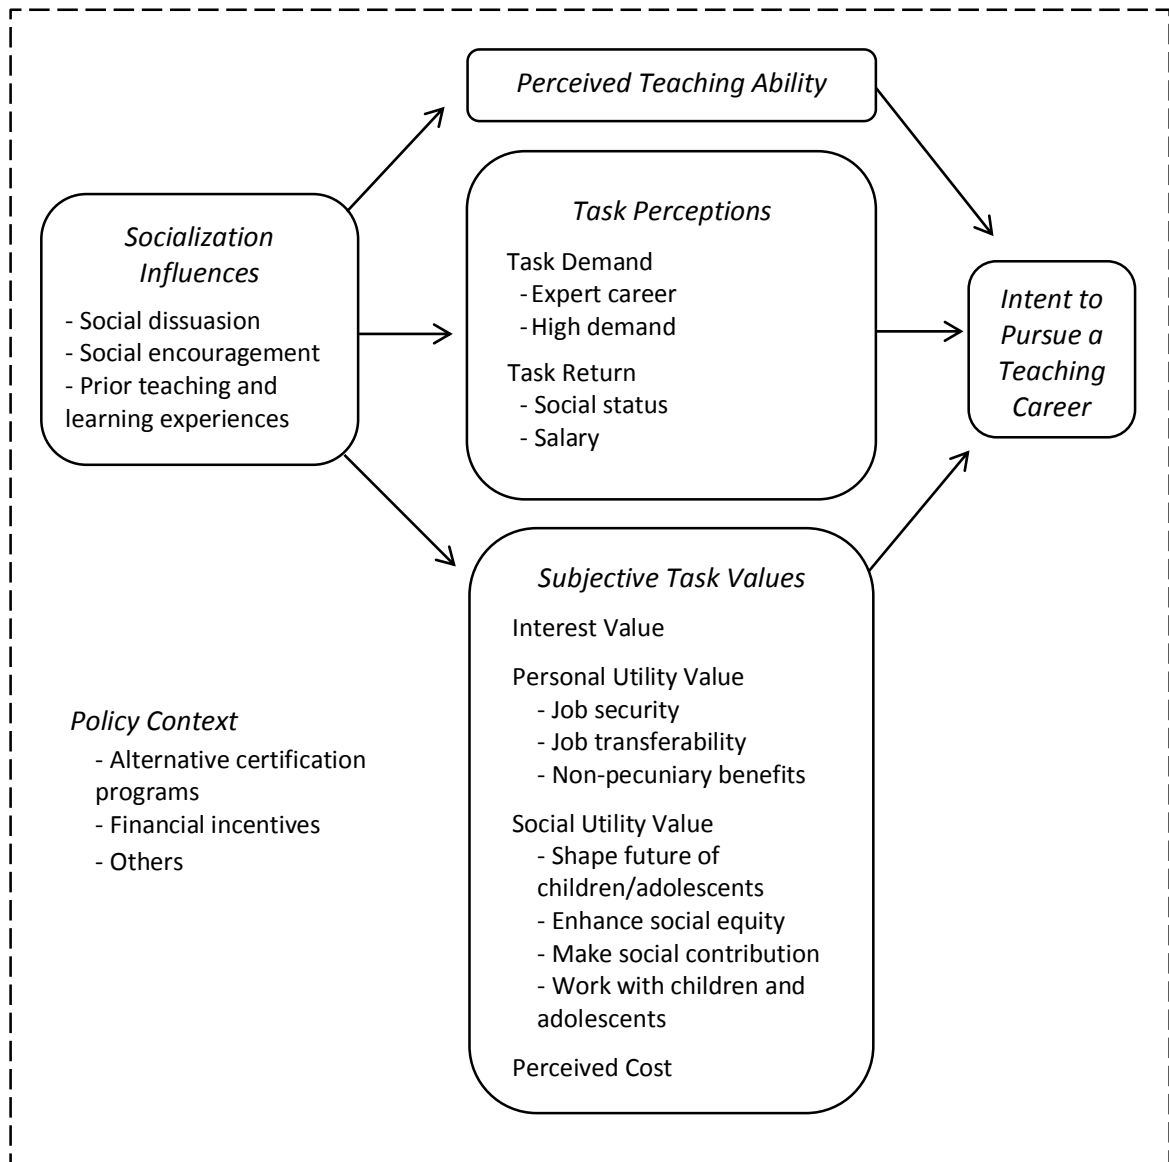 Perceived Teaching Ability
Socialization
Influences
- Social dissuasion
- Social encouragement
- Prior teaching and
learning experiences
Task Perceptions
Task Demand
-Expert career
-High demand
Task Return
- Social status
- Salary
Intent to
Pursue a
Teaching
Career
Subjective Task Values
Interest Value
Personal Utility Value
- Job security
- Job transferability
- Non-pecuniary benefits
Social Utility Value
- Shape future of
children/adolescents
- Enhance social equity
- Make social contribution
- Work with children and
adolescents
Perceived Cost
Policy Context
- Alternative certification
programs
- Financial incentives
- Others